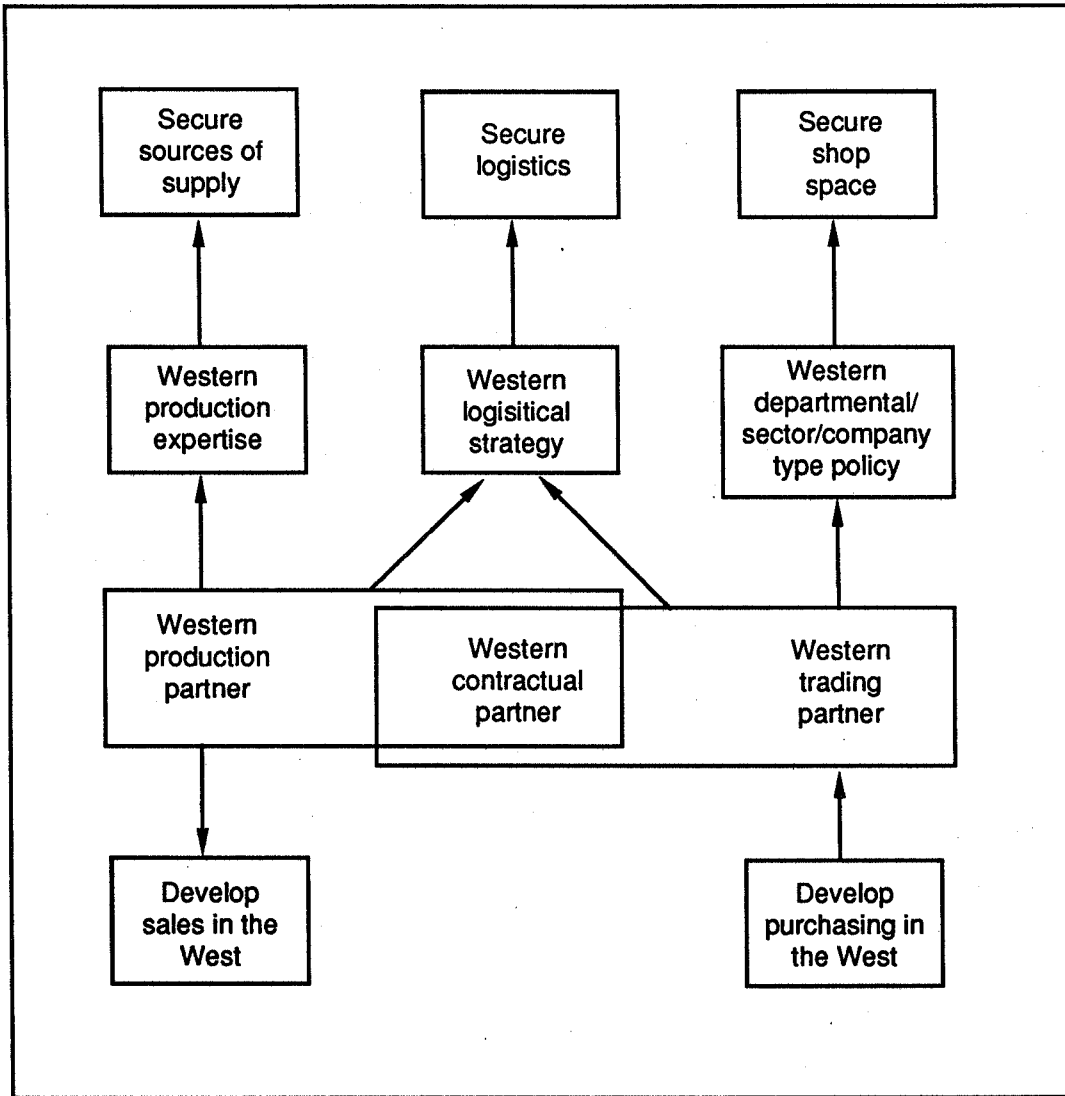 Secure
sources of
supply
Secure
logistics
Secure
shop
space
Western
production
expertise
Western
logisitical
strategy
Western
departmental/
sector/company
type policy
Western
production
partner
Western
contractual
partner
Western
trading
partner
Develop
sales in the
West
Develop
purchasing in
the West